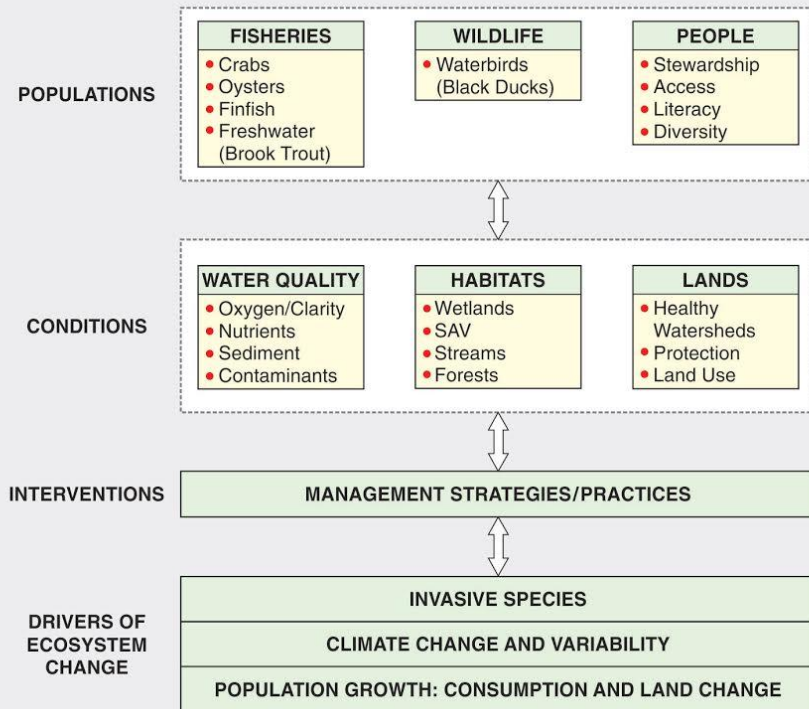 POPULATIONS
FISHERIES
• Crabs
• Oysters
• Finfish
• Freshwater
(Brook Trout)
WILDLIFE
• Waterbirds
(Black Ducks)
PEOPLE
• Stewardship
• Access
• Literacy
• Diversity
CONDITIONS
WATER QUALITY
• Oxygen/Clarity
• Nutrients
• Sediment
• Contaminants
HABITATS
• Wetlands
• SAV
• Streams
• Forests
LANDS
• Healthy
Watersheds
• Protection
• Land Use
INTERVENTIONS
MANAGEMENT STRATEGIES/PRACTICES
DRIVERS OF
ECOSYSTEM
CHANGE
INVASIVE SPECIES
CLIMATE CHANGE AND VARIABILITY
POPULATION GROWTH: CONSUMPTION AND LAND CHANGE